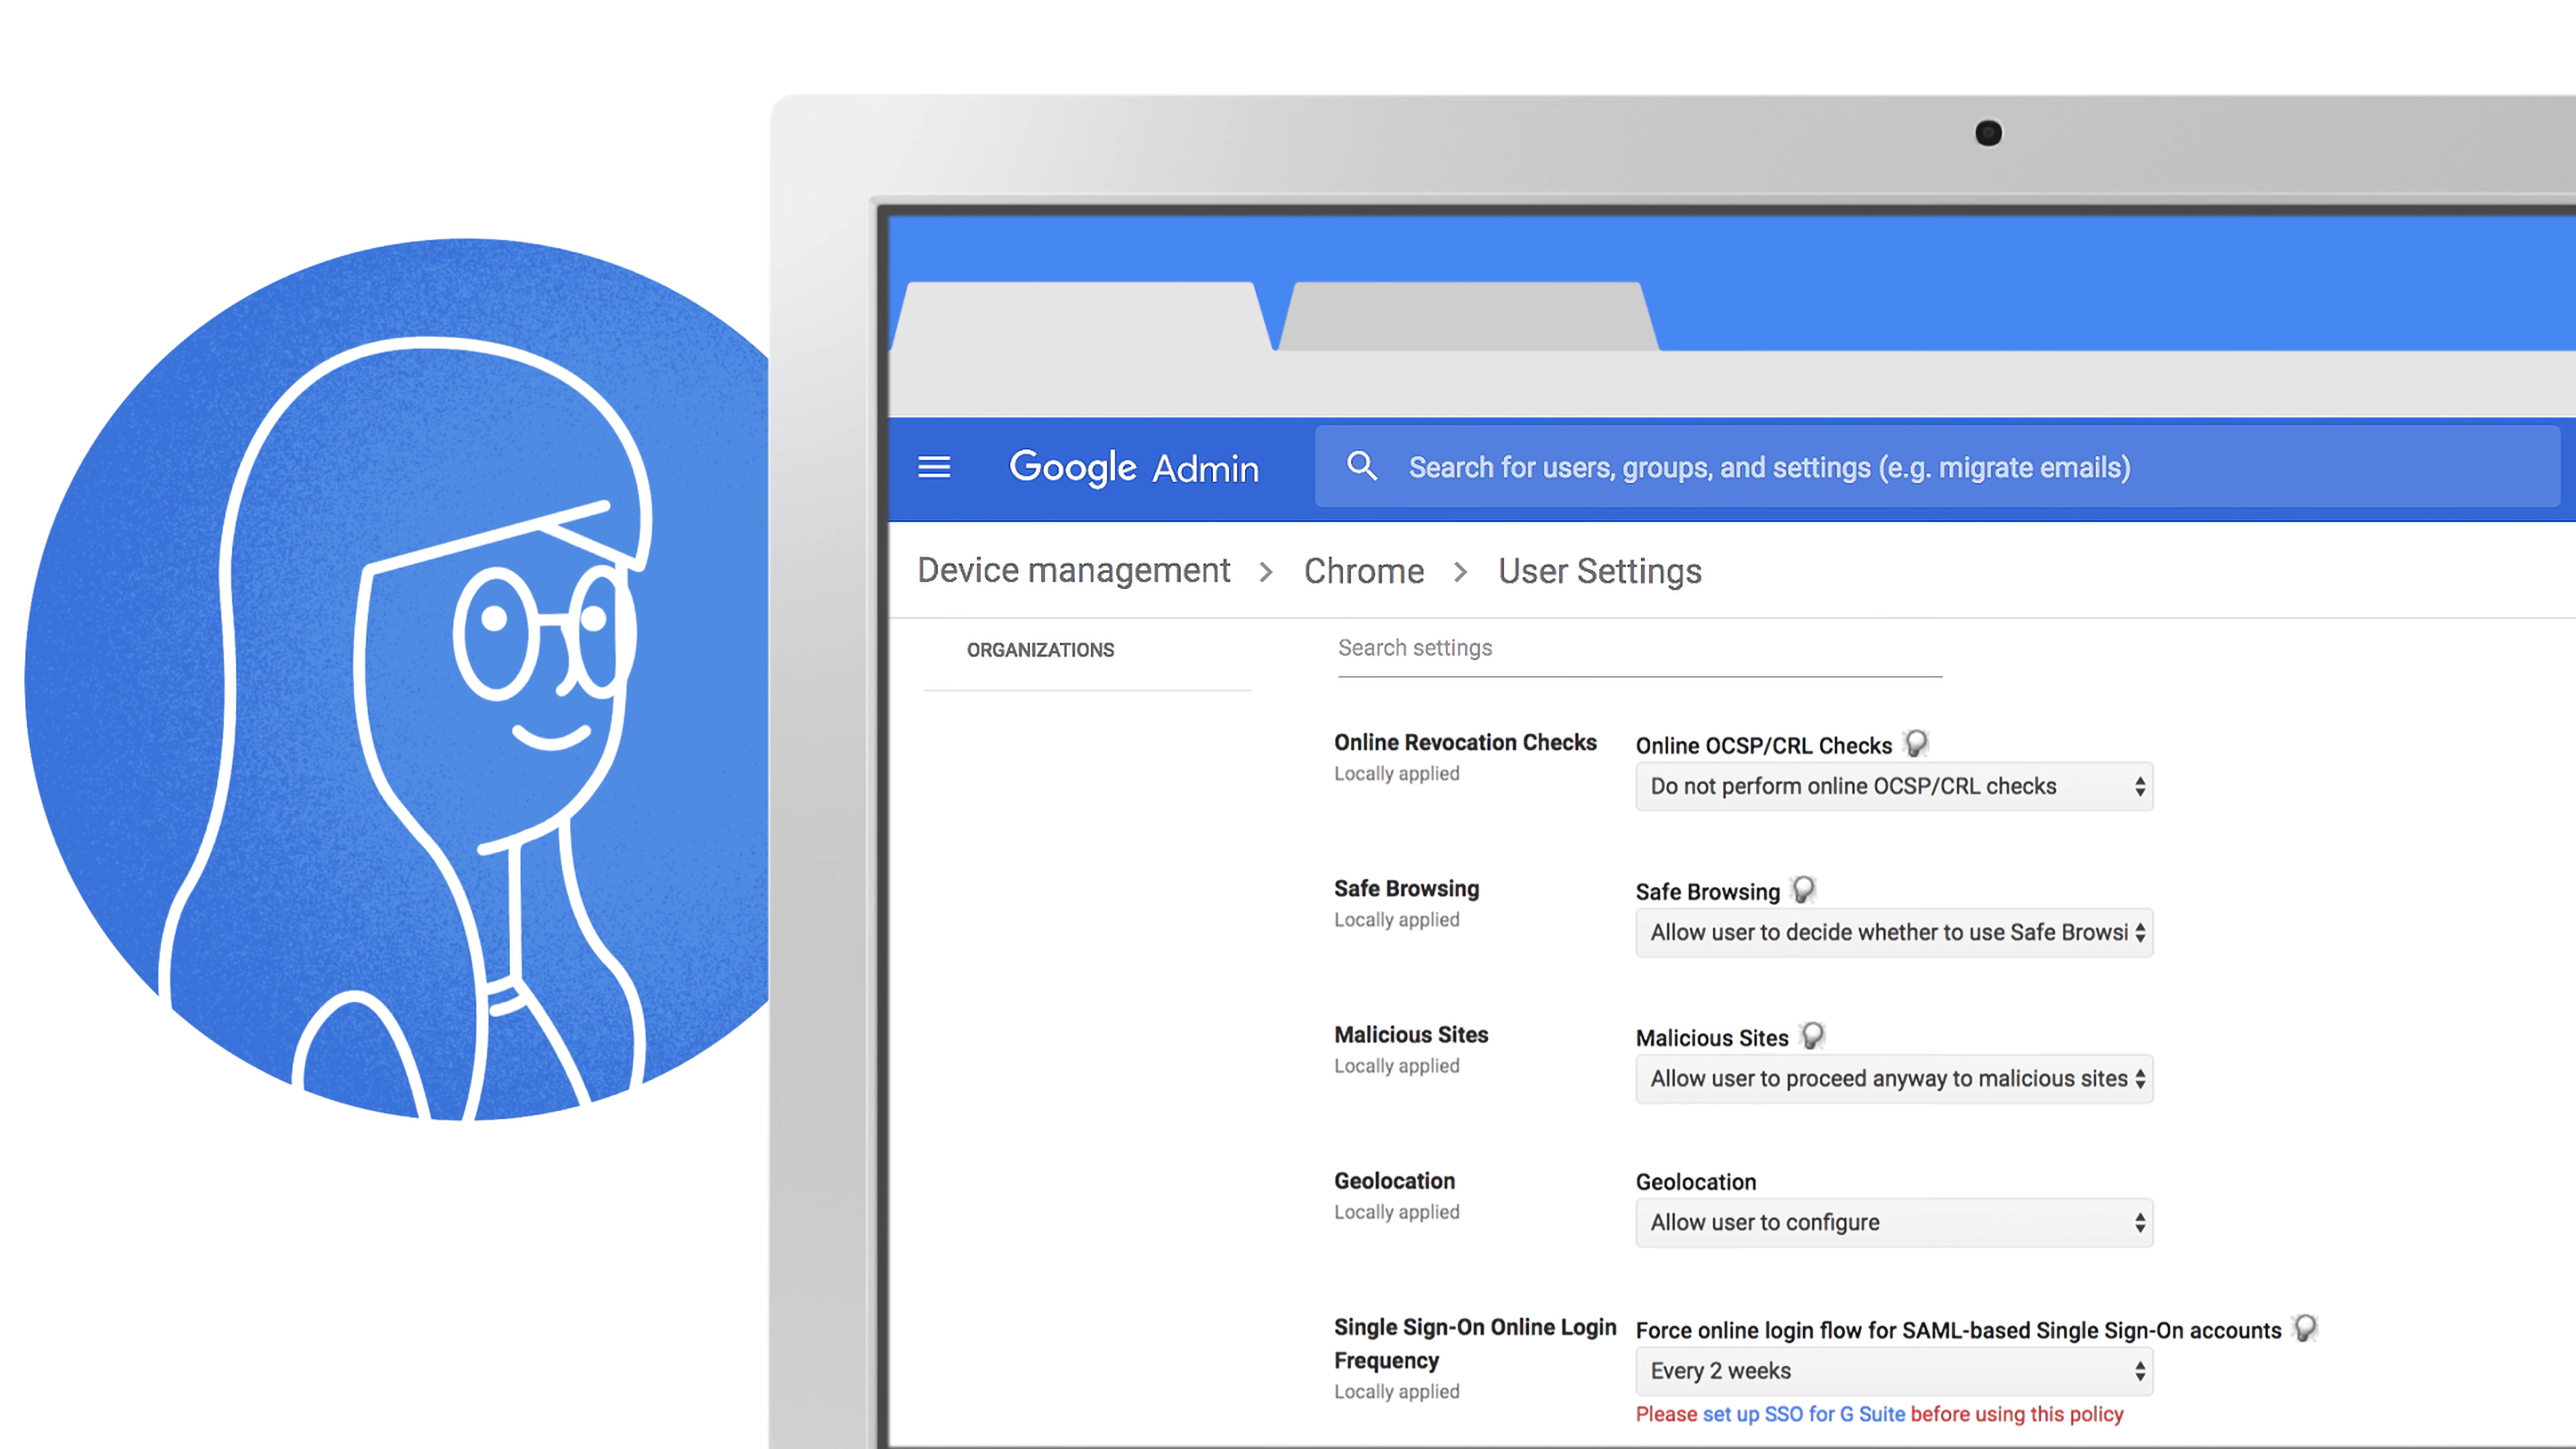 Google Admin
Search for users, groups, and settings (e.g. migrate emails)
Device management > Chrome > User Settings
ORGANIZATIONS
Search settings
Online Revocation Checks
Locally applied
Online OCSP/CRL Checks
Do not perform online OCSP/CRL checks
Safe Browsing
Locally applied
Safe Browsing
Allow user to decide whether to use Safe Browsi
Malicious Sites
Locally applied
Malicious Sites
Allow user to proceed anyway to malicious sites
Geolocation
Locally applied
Geolocation
Allow user to configure
Single Sign-On Online Login
Frequency
Locally applied
Force online login flow for SAML-based Single Sign-On accounts
Every 2 weeks
Please set up SSO for G Suite before using this policy